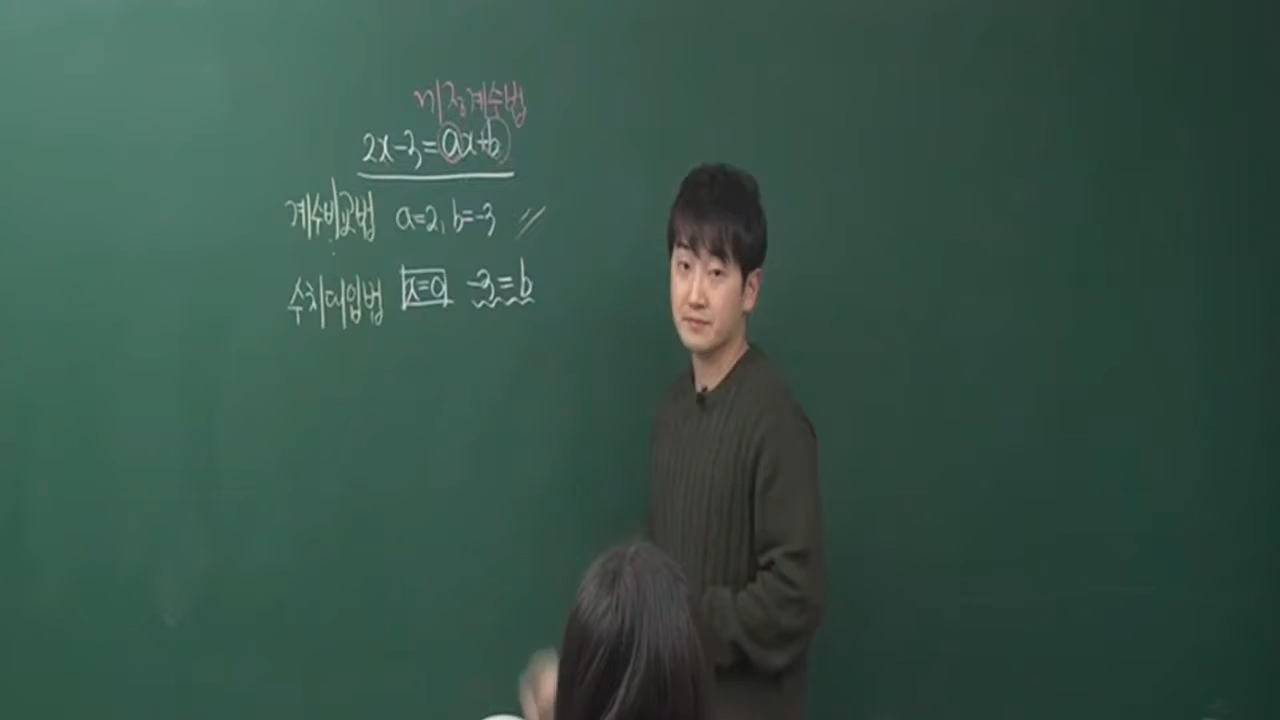 미정계수법
2x-3=ax+b
계수비교법 a=2, b=-3
수치대입법 x=0 -3=b